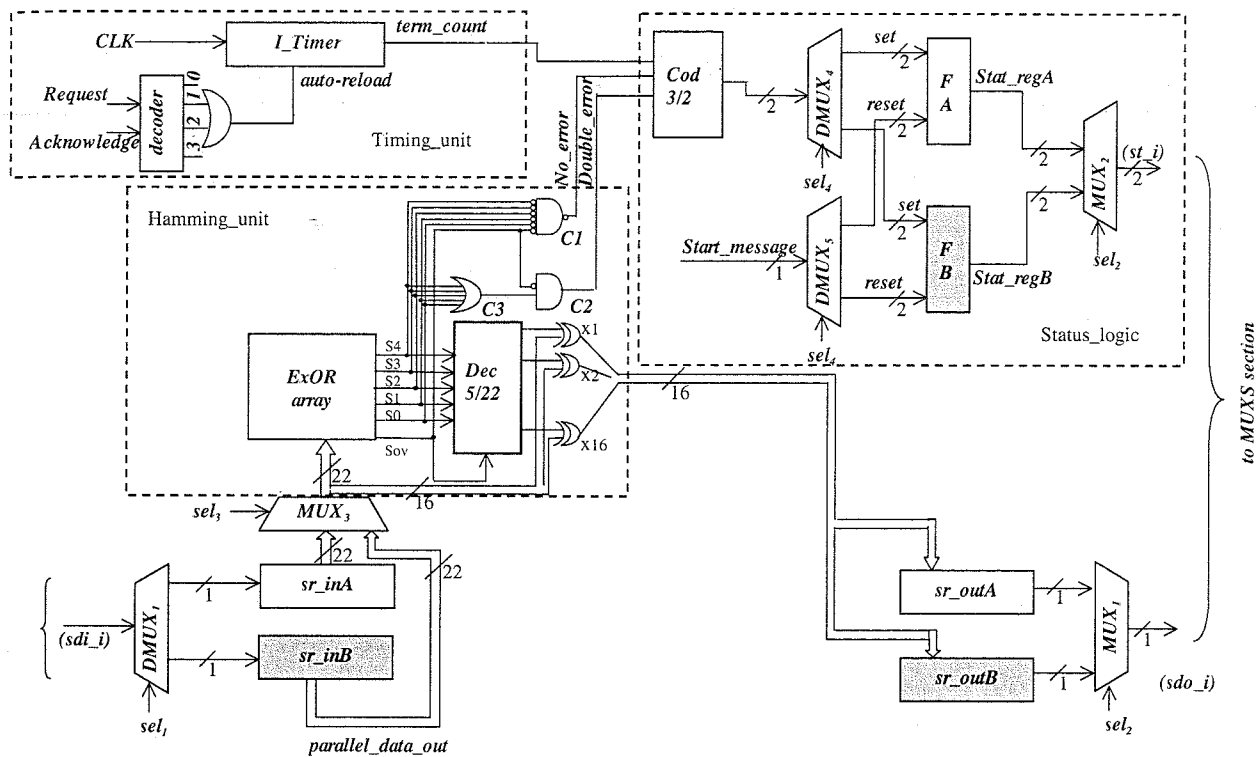 CLK
I_Timer
term_count
auto-reload
Request
Acknowledge
decoder
0
1
2
3
Timing_unit
No_error
Double_error
Cod
3/2
2
DMUX4
sel4
set
2
reset
2
F
A
Stat_regA
2
MUX2
(st_i)
2
sel2
Start_message
1
DMUX5
sel4
set
2
reset
2
F
B
Stat_regB
2
Status_logic
Hamming_unit
C1
C2
C3
ExOR
array
S4
S3
S2
S1
S0
Sov
Dec
5/22
x1
x2
x16
16
22
16
sel3
MUX3
22
22
(sdi_i)
DMUX1
sel1
1
sr_inA
1
sr_inB
parallel_data_out
sr_outA
1
sr_outB
1
MUX1
1
(sdo_i)
sel2
to MUXS section